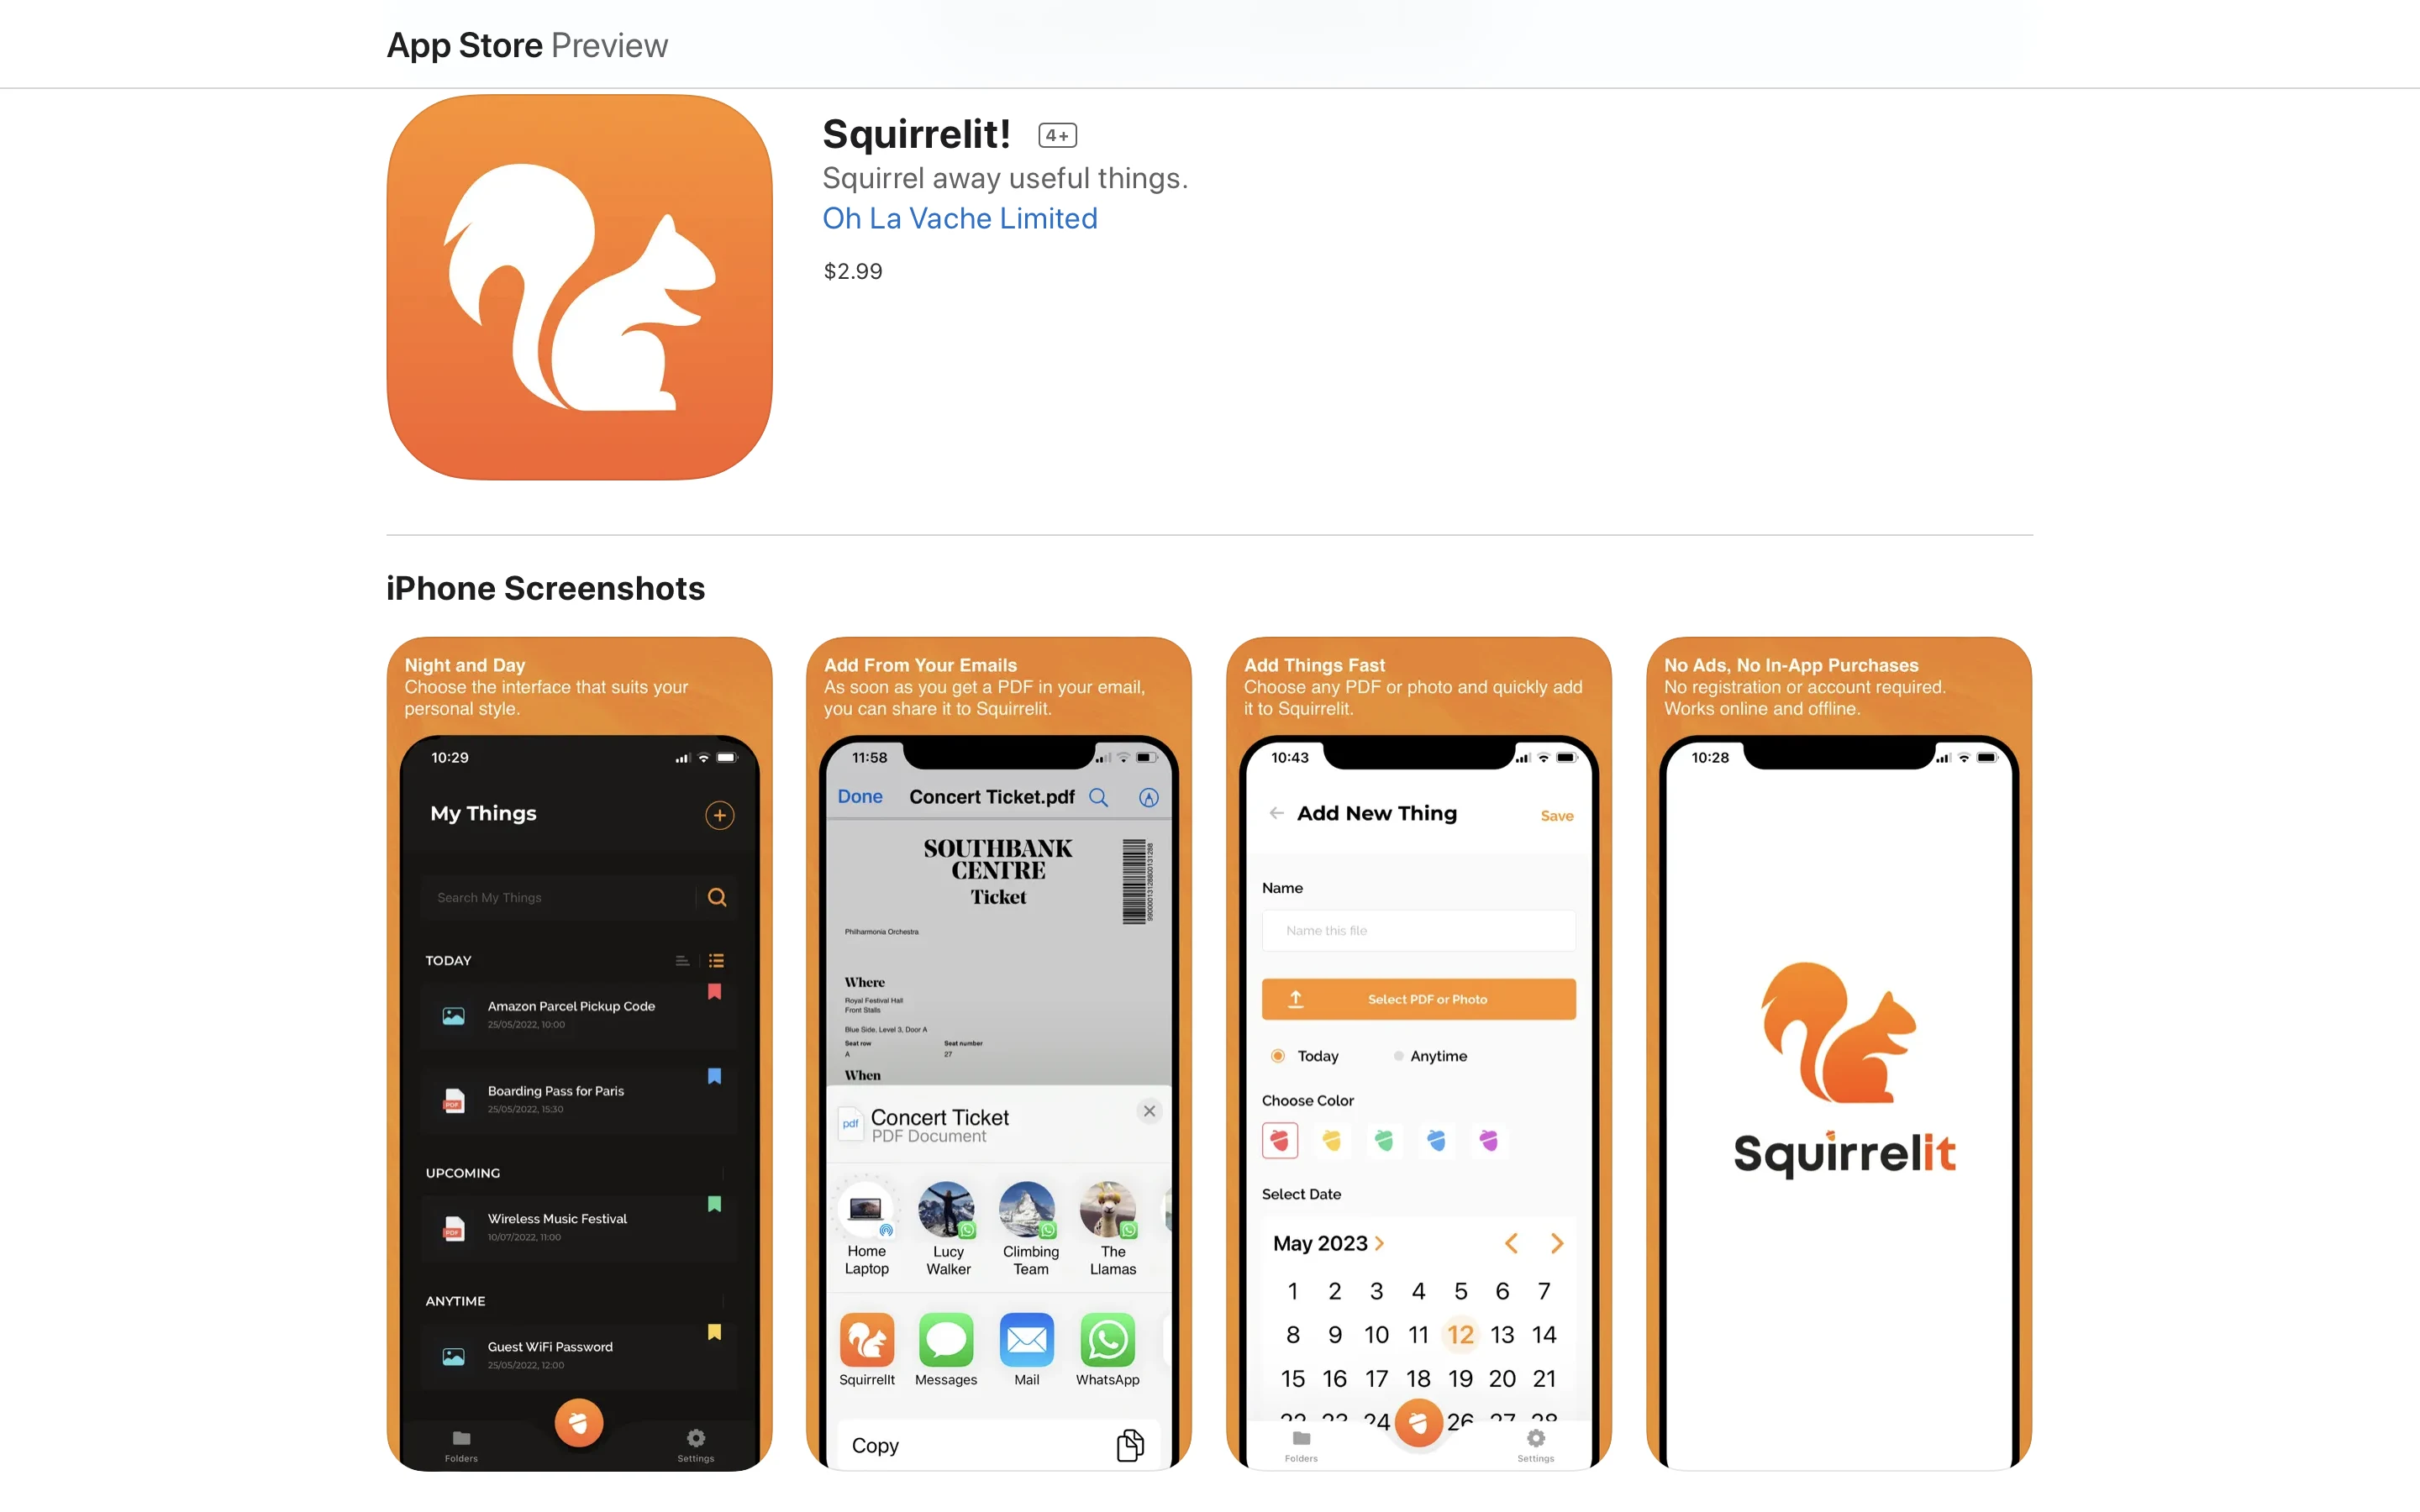 App Store Preview
Squirrelit! 4+
Squirrel away useful things.
Oh La Vache Limited
$2.99
iPhone Screenshots
Night and Day
Choose the interface that suits your
personal style.
10:29
My Things
Search My Things
TODAY
Amazon Parcel Pickup Code
25/05/2022, 10:00
Boarding Pass for Paris
25/05/2022, 15:30
PDF
UPCOMING
Wireless Music Festival
10/07/2022, 11:00
PDF
ANYTIME
Guest WiFi Password
25/05/2022, 12:00
Folders
Settings
Add From Your Emails
As soon as you get a PDF in your email,
you can share it to Squirrelit.
11:58
Done Concert Ticket.pdf
SOUTHBANK
CENTRE
Ticket
Philharmonia Orchestra
Where
Royal Festival Hall
Front Stalls
Blue Side, Level 3, Door A
Seat row Seat number
A 27
When
pdf
Concert Ticket
PDF Document
Home
Laptop
Lucy
Walker
Climbing
Team
The
Llamas
SquirrelIt
Messages
Mail
WhatsApp
Copy
Add Things Fast
Choose any PDF or photo and quickly add
it to Squirrelit.
10:43
Add New Thing Save
Name
Name this file
Select PDF or Photo
Today Anytime
Choose Color
Select Date
May 2023
1 2 3 4 5 6 7
8 9 10 11 12 13 14
15 16 17 18 19 20 21
22 23 24 26 27 28
Folders
Settings
No Ads, No In-App Purchases
No registration or account required.
Works online and offline.
10:28
Squirrelit